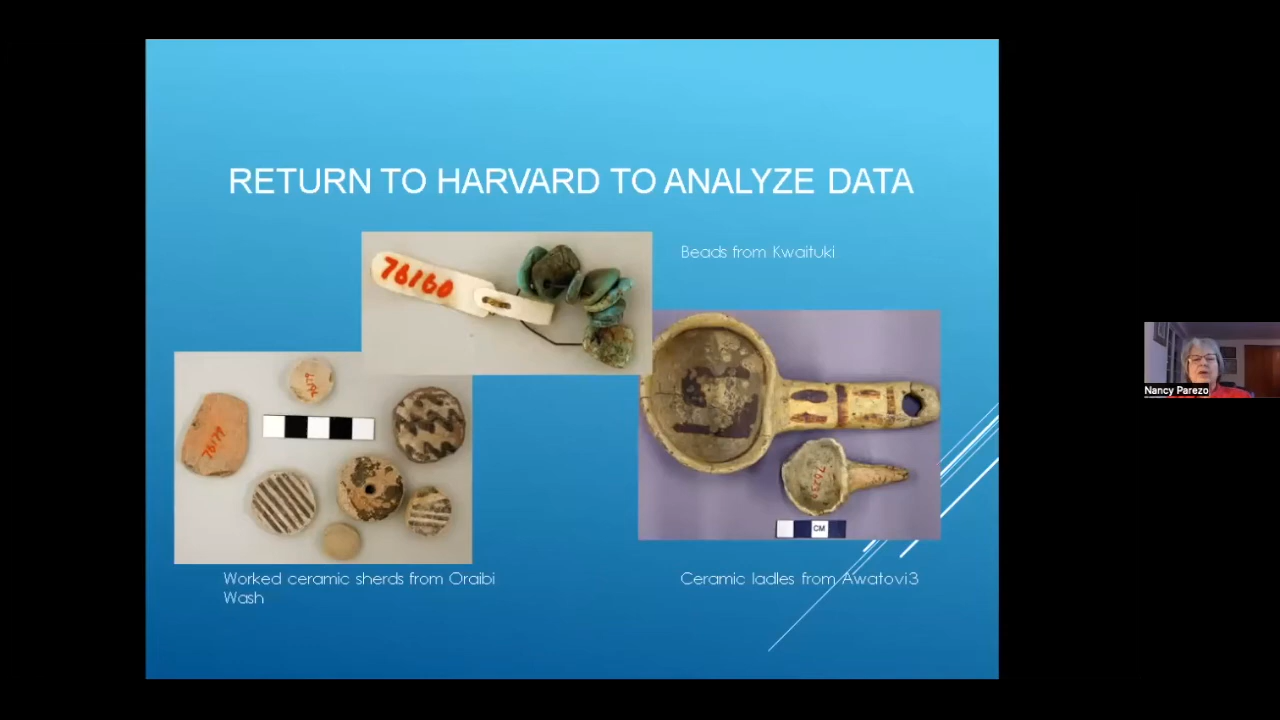 RETURN TO HARVARD TO ANALYZE DATA
Beads from Kwaituki
76160
76179
CM
Worked ceramic sherds from Oraibi
Wash
Ceramic ladles from Awatovi3
Nancy Parezo